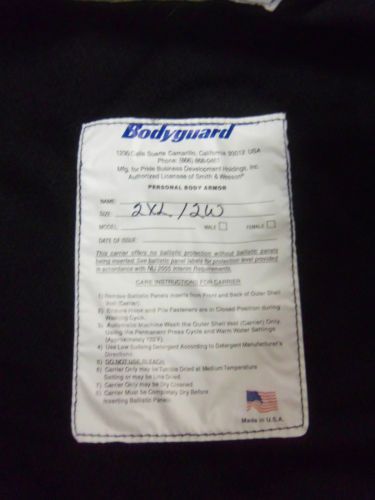 Bodyguard
Calle Suarte Camarillo, California 93012 USA
Phone: (866)
Mfg. for Pride Business Development Holdings, Inc.
Authorized Licensee of Smith & Wesson®
PERSONAL BODY ARMOR
NAME:
SIZE: 2XL/2W
MODEL: MALE FEMALE
DATE OF ISSUE:
This carrier offers no ballistic protection without ballistic panels
being inserted. See ballistic panel labels for protection level provided
in accordance with NIJ 2005 Interim Requirements.
CARE INSTRUCTIONS FOR CARRIER
1) Remove Ballistic Panels Inserts from Front and Back of Outer Shell
Vest (Carrier).
2) Ensure Hook and Pile Fasteners are in Closed Position during
Washing Cycle.
3) Automatic Machine Wash the Outer Shell Vest (Carrier) Only
Using the Permanent Press Cycle and Warm Water Settings
(Approximately 120°F).
4) Use Low Sudsing Detergent According to Detergent Manufacturer's
Directions.
5) DO NOT USE BLEACH.
6) Carrier Only may be Tumble Dried at Medium Temperature
Setting or may be Line Dried.
7) Carrier Only may be Dry Cleaned
8) Carrier Must be Completely Dry Before
Inserting Ballistic Panels.
Made in U.S.A.